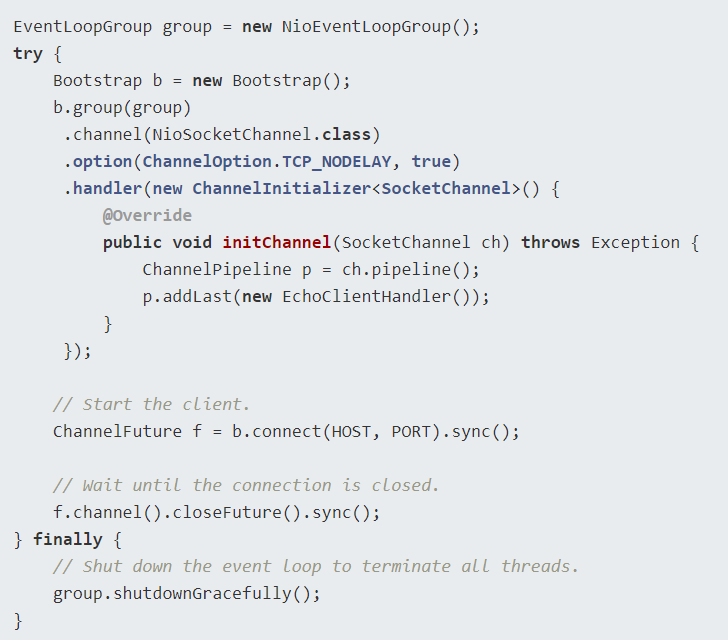 EventLoopGroup group = new NioEventLoopGroup();
try {
    Bootstrap b = new Bootstrap();
    b.group(group)
     .channel(NioSocketChannel.class)
     .option(ChannelOption.TCP_NODELAY, true)
     .handler(new ChannelInitializer<SocketChannel>() {
         @Override
         public void initChannel(SocketChannel ch) throws Exception {
             ChannelPipeline p = ch.pipeline();
             p.addLast(new EchoClientHandler());
         }
     });

    // Start the client.
    ChannelFuture f = b.connect(HOST, PORT).sync();

    // Wait until the connection is closed.
    f.channel().closeFuture().sync();
} finally {
    // Shut down the event loop to terminate all threads.
    group.shutdownGracefully();
}